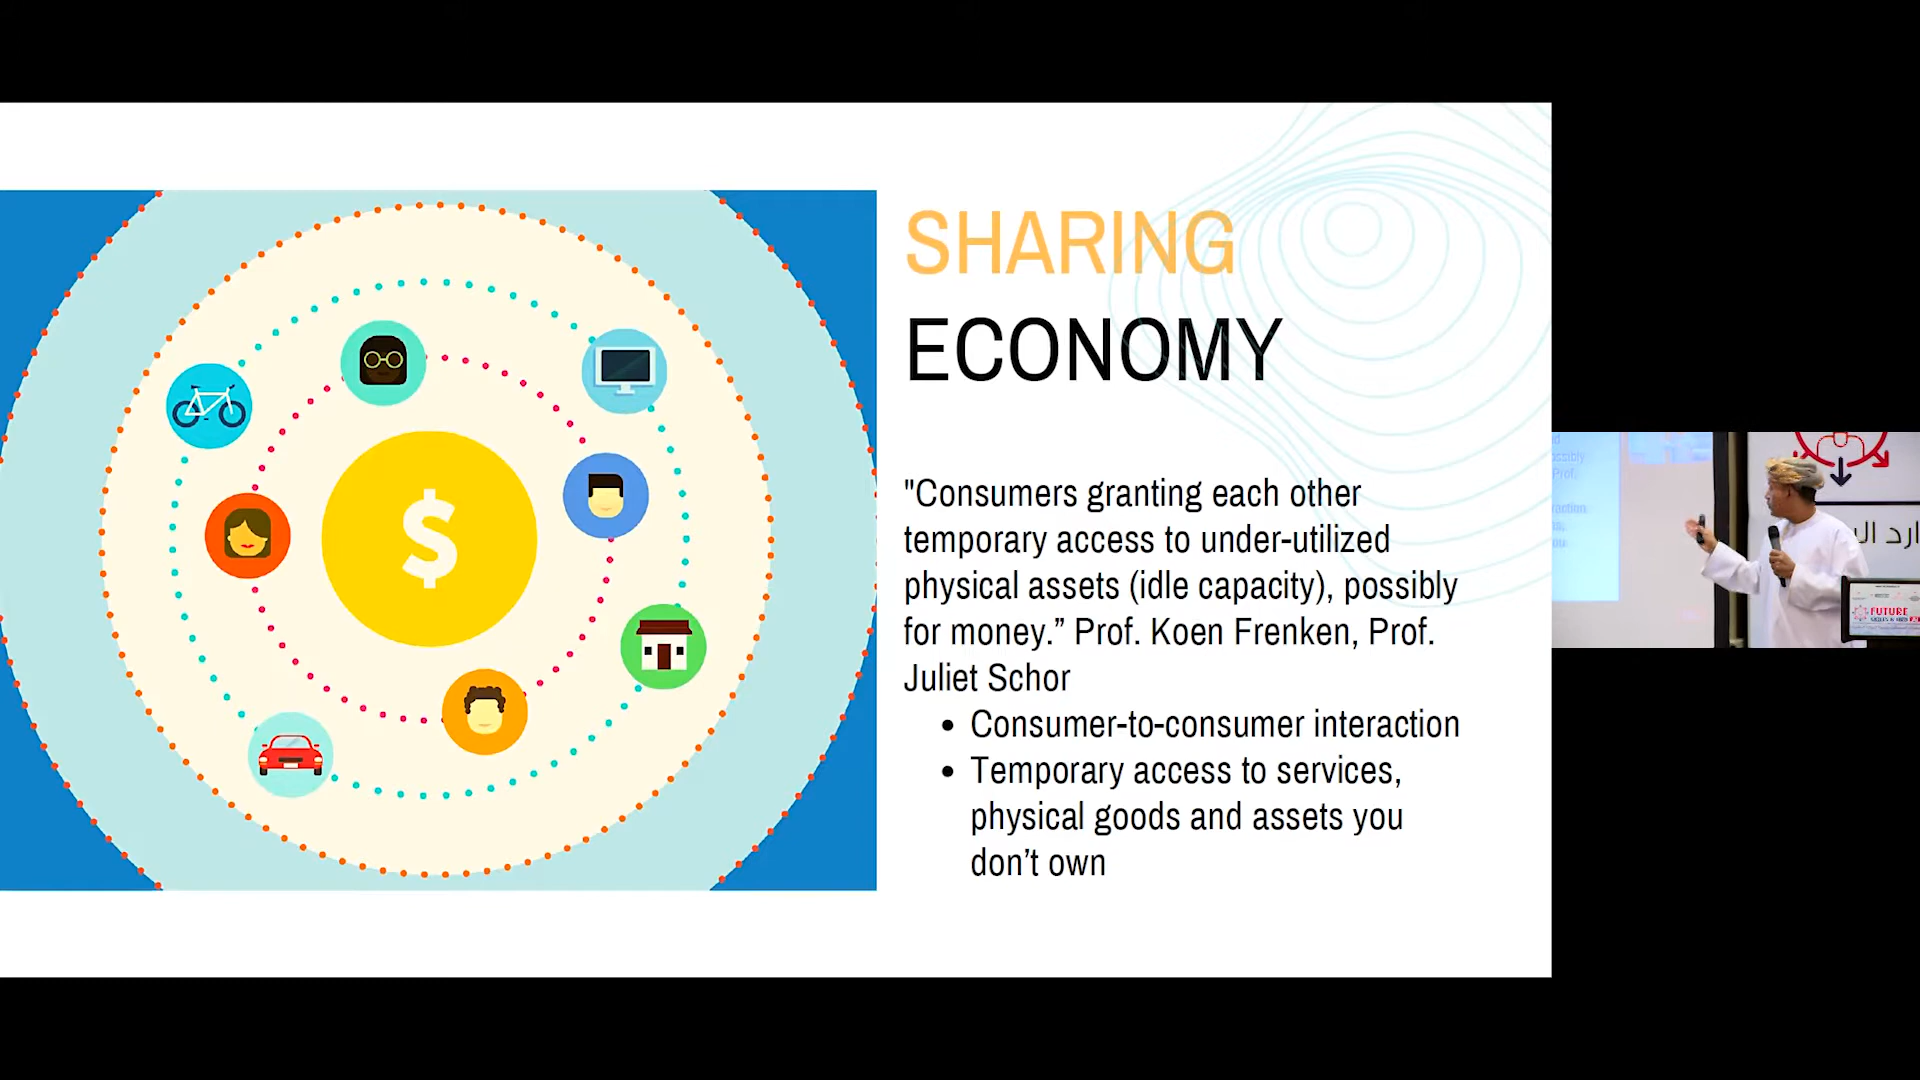 SHARING
ECONOMY
"Consumers granting each other
temporary access to under-utilized
physical assets (idle capacity), possibly
for money.” Prof. Koen Frenken, Prof.
Juliet Schor
• Consumer-to-consumer interaction
• Temporary access to services,
physical goods and assets you
don’t own
$
possibly
Prof.
FUTURE